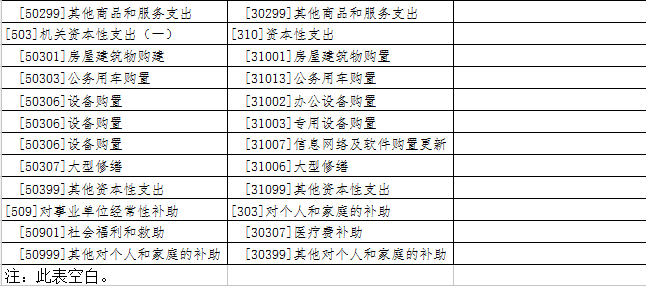 [50299]其他商品和服务支出 [30299]其他商品和服务支出
[503]机关资本性支出（一） [310]资本性支出
[50301]房屋建筑物购建 [31001]房屋建筑物购置
[50303]公务用车购置 [31013]公务用车购置
[50306]设备购置 [31002]办公设备购置
[50306]设备购置 [31003]专用设备购置
[50306]设备购置 [31007]信息网络及软件购置更新
[50307]大型修缮 [31006]大型修缮
[50399]其他资本性支出 [31099]其他资本性支出
[509]对事业单位经常性补助 [303]对个人和家庭的补助
[50901]社会福利和救助 [30307]医疗费补助
[50999]其他对个人和家庭的补助 [30399]其他对个人和家庭的补助
注：此表空白。